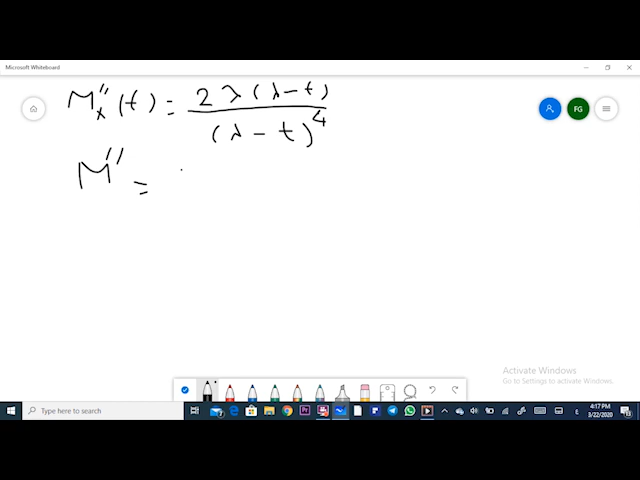 Microsoft Whiteboard
FG
M''ₓ(t) = 2λ(λ-t) / (λ-t)⁴
M'' =
Activate Windows
Go to Settings to activate Windows.
Type here to search
4:17 PM
3/22/2020